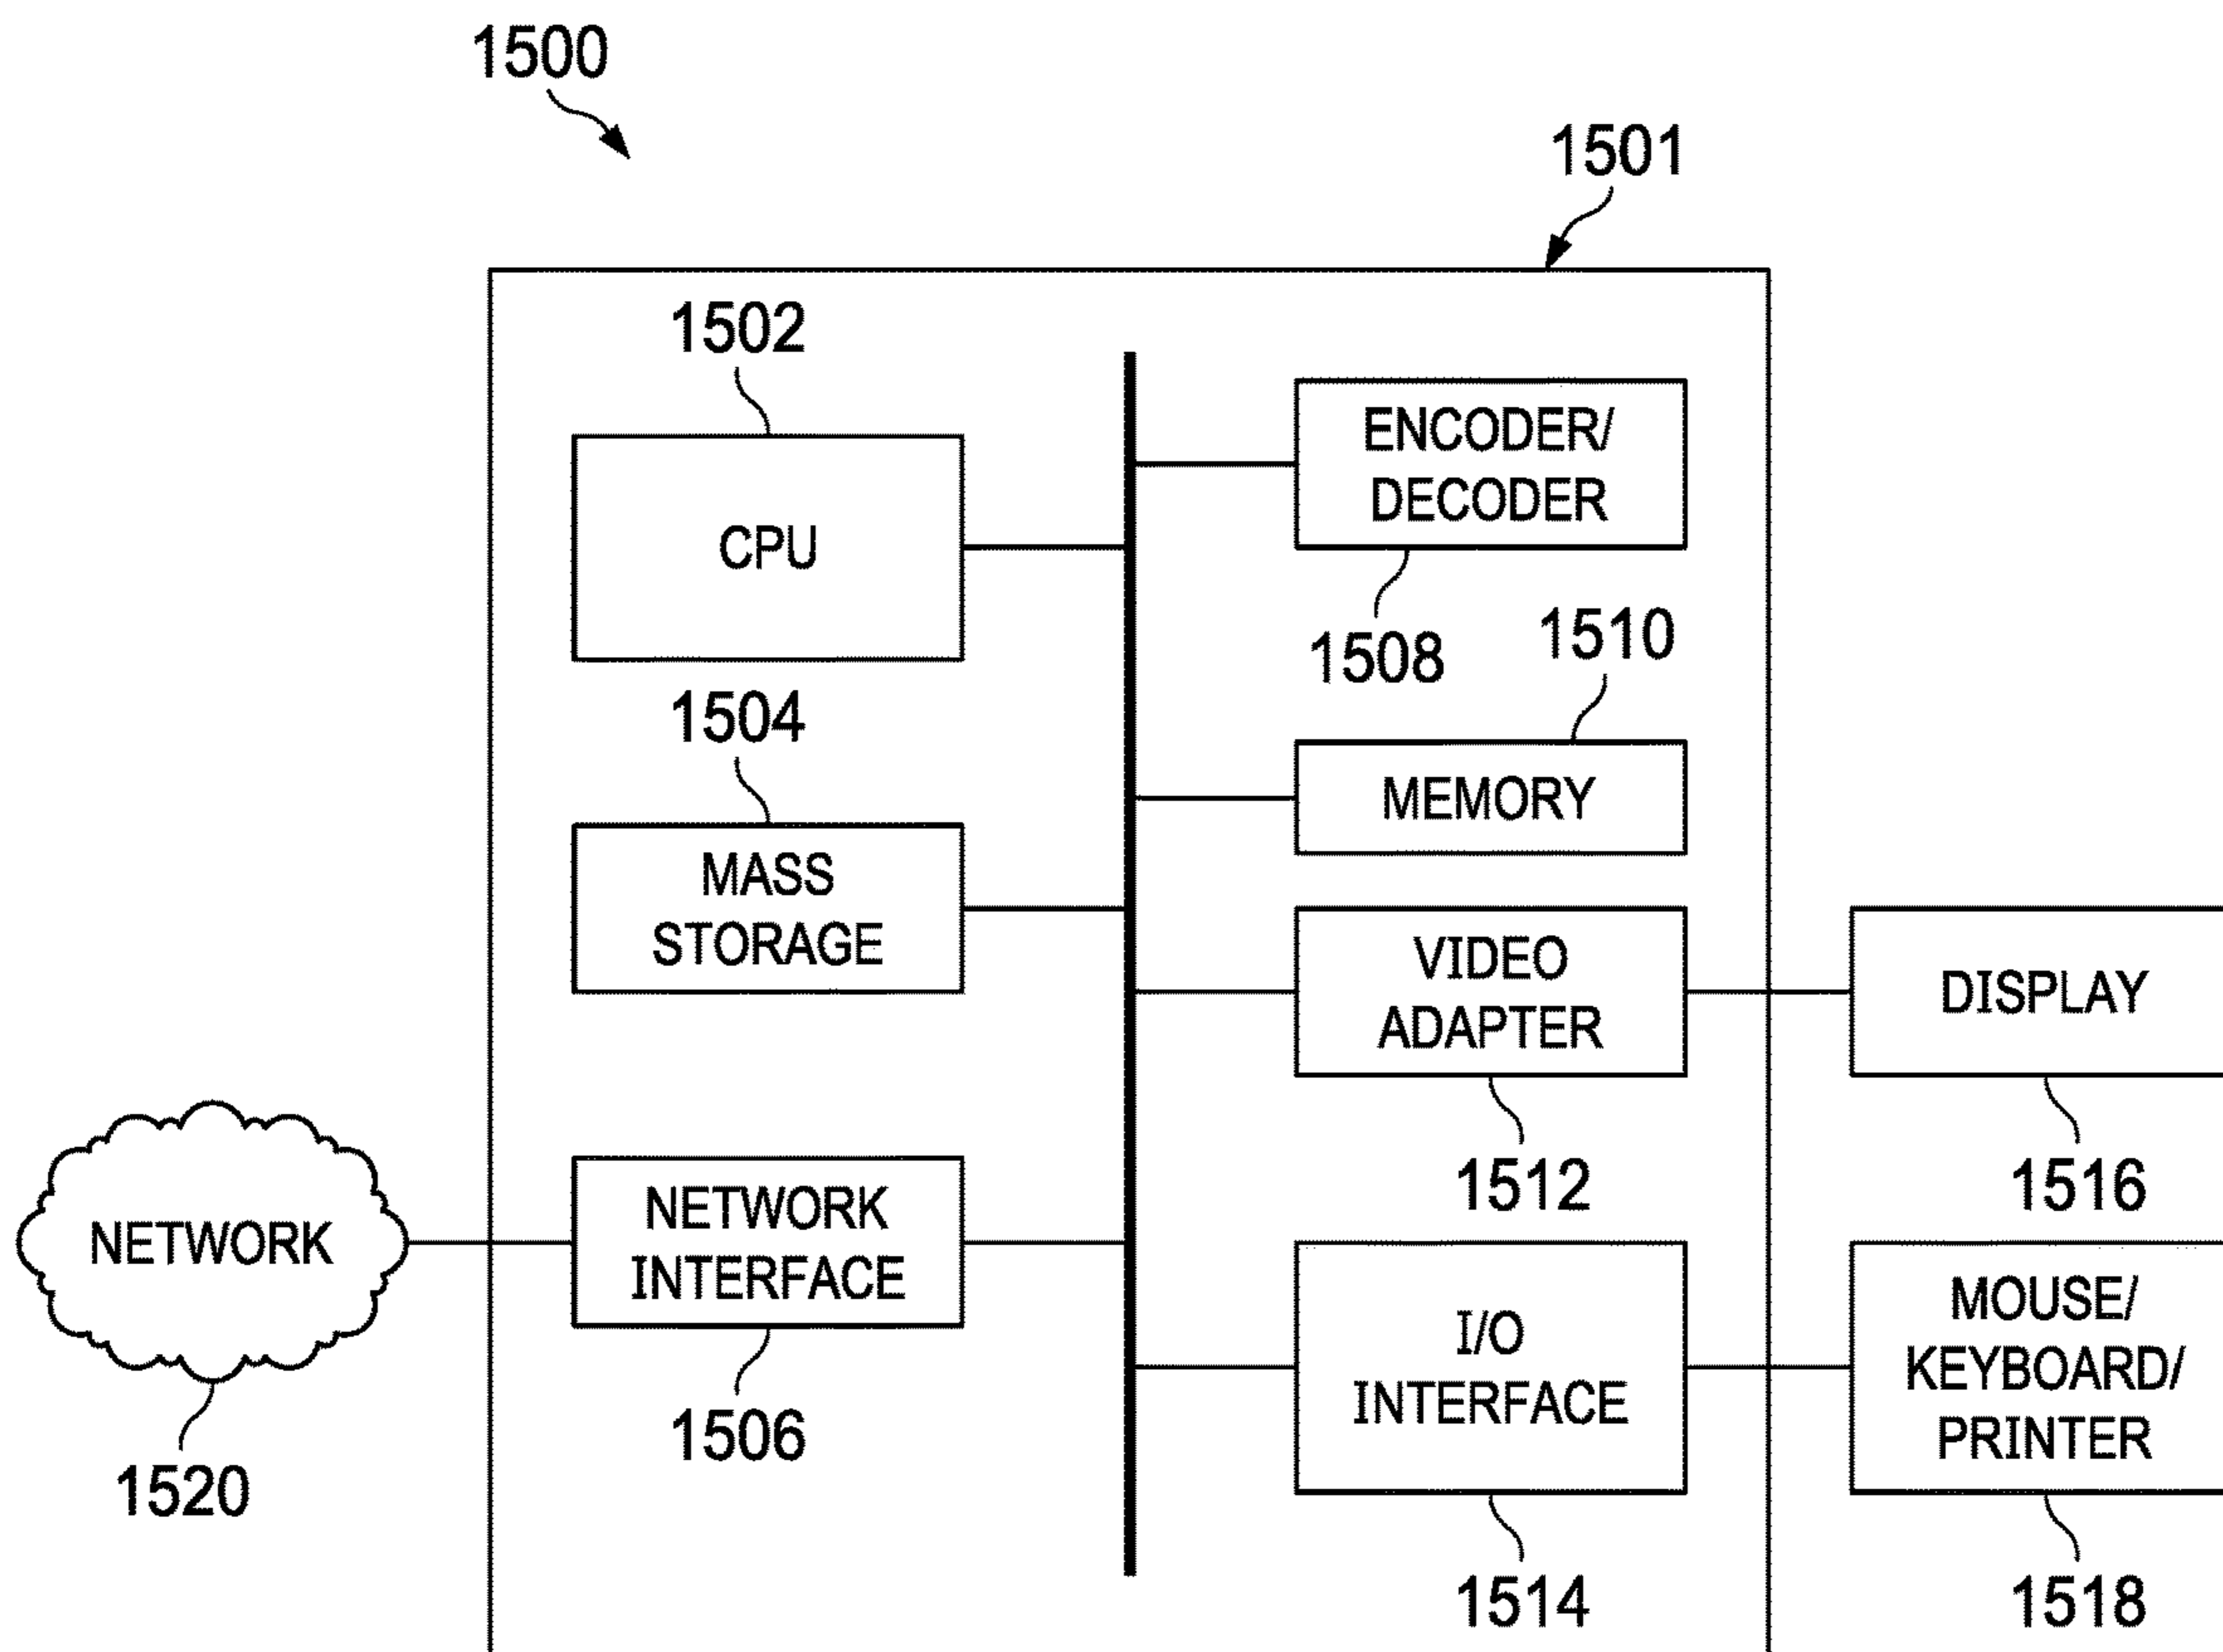 1500
1501
1502
CPU
ENCODER/
DECODER
1508
1510
1504
MEMORY
MASS
STORAGE
VIDEO
ADAPTER
DISPLAY
1512
1516
NETWORK
NETWORK
INTERFACE
1506
1520
I/O
INTERFACE
MOUSE/
KEYBOARD/
PRINTER
1514
1518